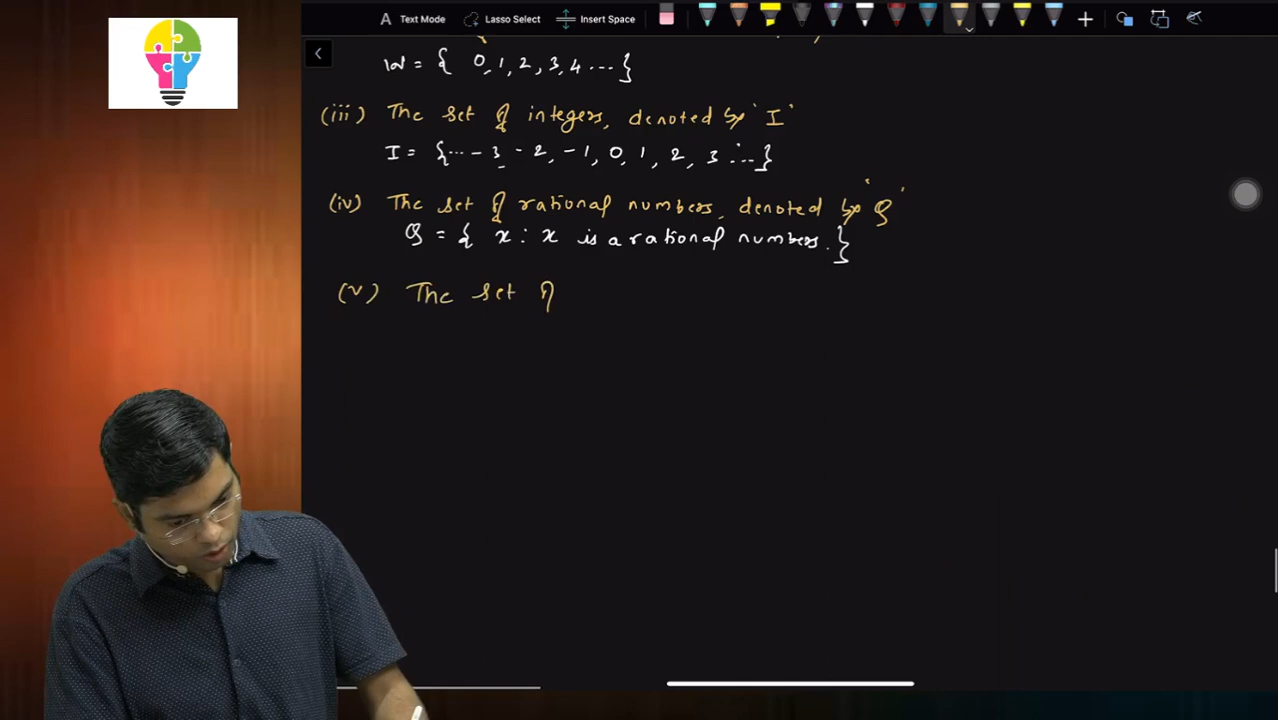 Text Mode Lasso Select Insert Space
W = { 0, 1, 2, 3, 4 ... }
(iii) The set of integers, denoted by 'I'
I = {... - 3 - 2, -1, 0, 1, 2, 3 ...}
(iv) The set of rational numbers, denoted by 'Q'
Q = { x : x is a rational numbers. }
(v) The set of